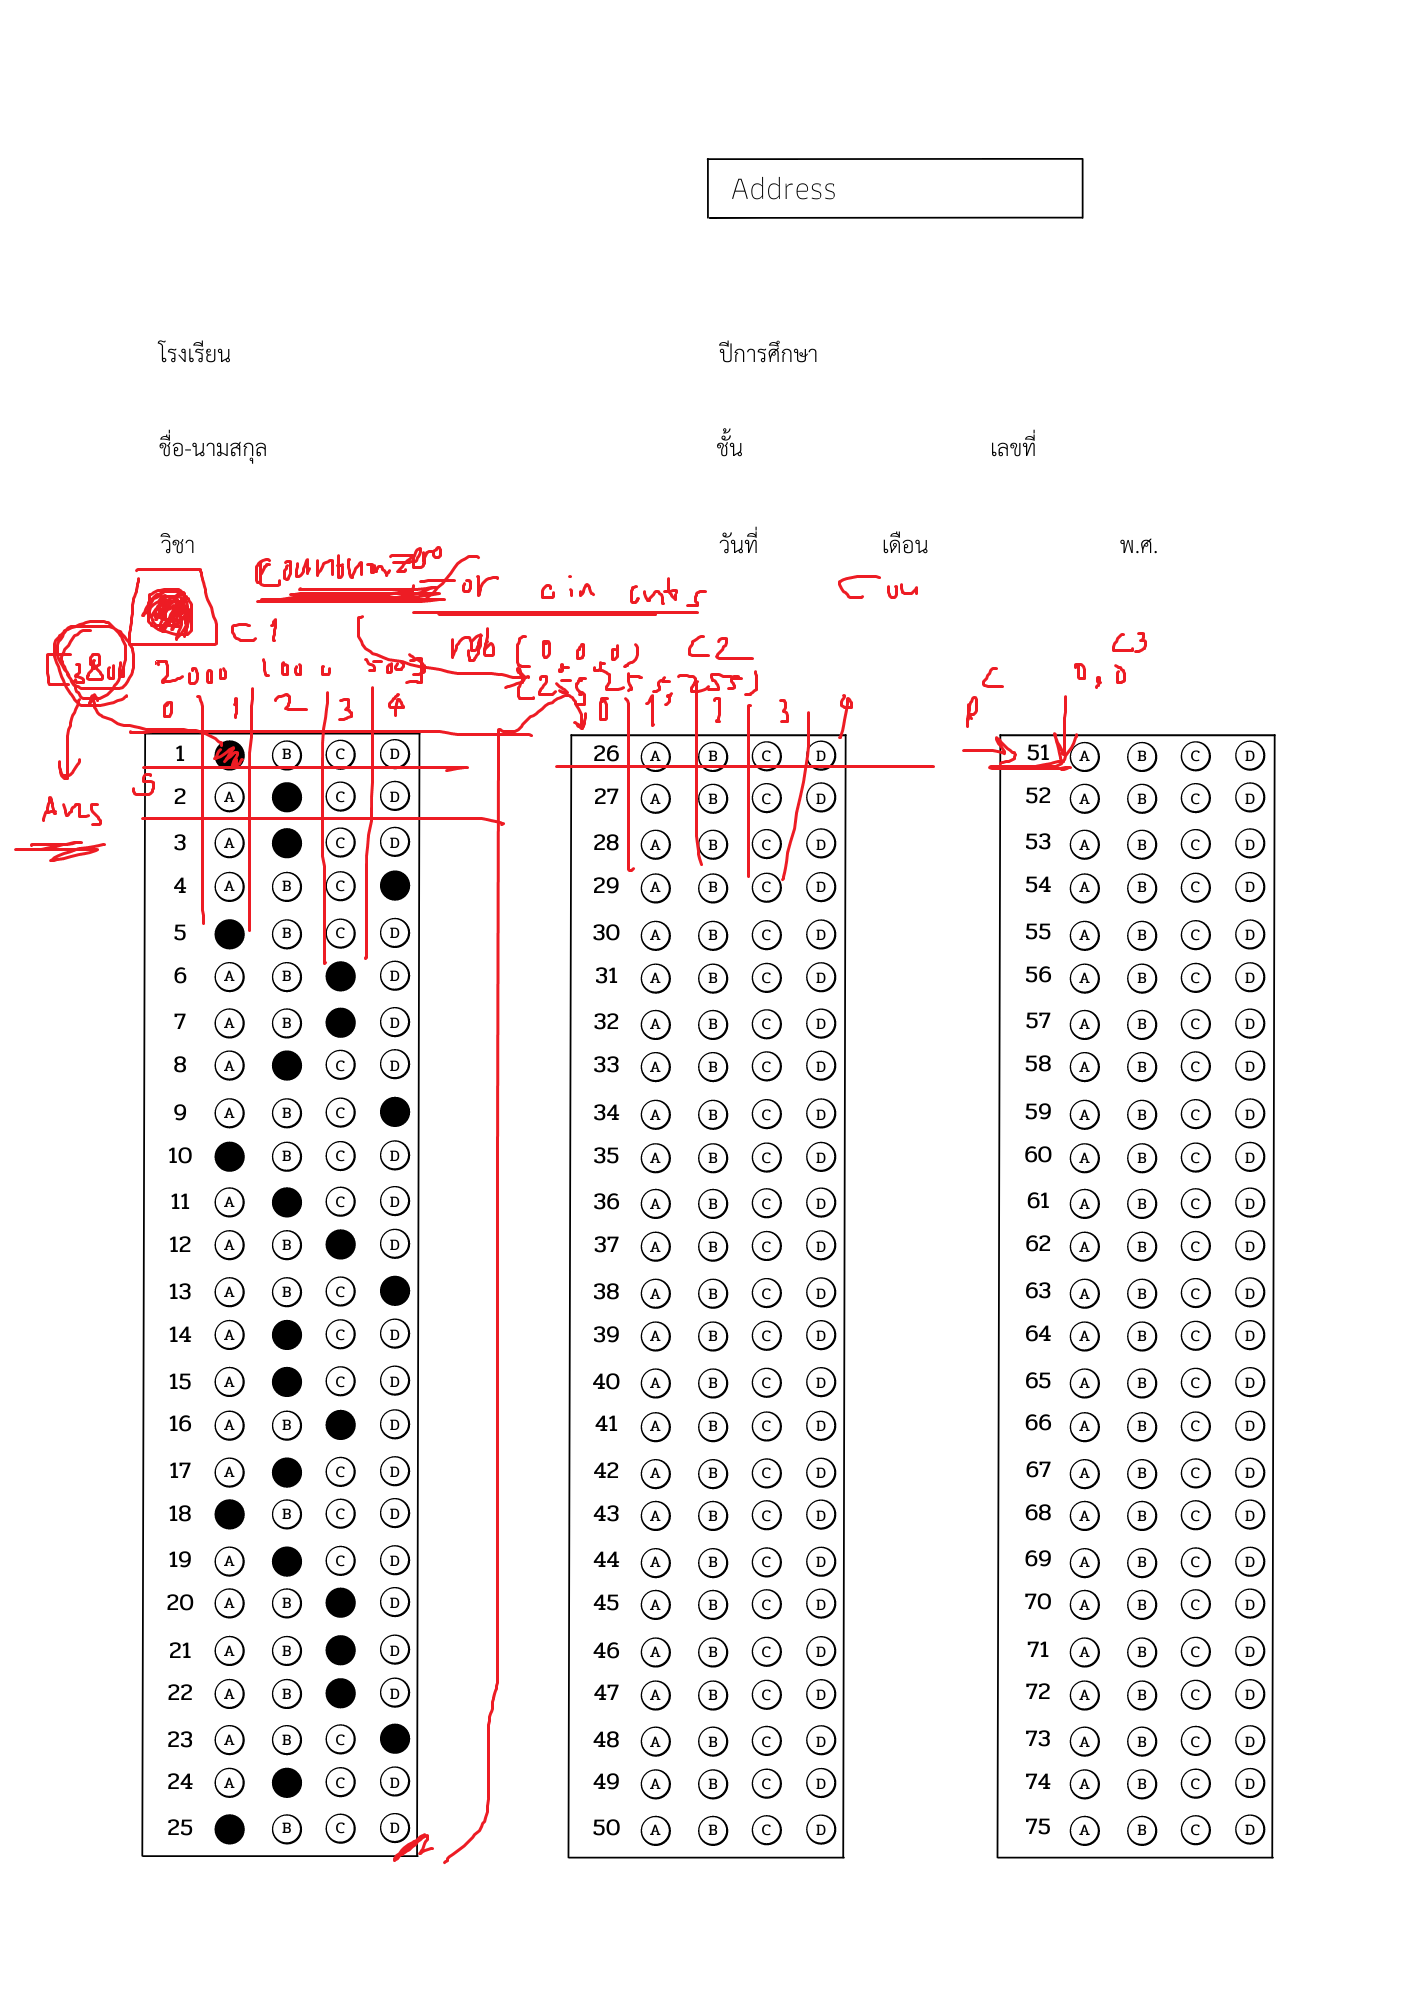 Address
โรงเรียน ปีการศึกษา
ชื่อ-นามสกุล ชั้น เลขที่
วิชา วันที่ เดือน พ.ศ.
or c in cnts
C1 rgb (0,0,0) C2 C3
2000 1000 500] (255, 255, 255) C 0,0
0 1 2 3 4 0 1 2 3 4
1 B C D 26 A B C D 51 A B C D
Ans
2 A C D 27 A B C D 52 A B C D
3 A C D 28 A B C D 53 A B C D
4 A B C 29 A B C D 54 A B C D
5 B C D 30 A B C D 55 A B C D
6 A B D 31 A B C D 56 A B C D
7 A B D 32 A B C D 57 A B C D
8 A C D 33 A B C D 58 A B C D
9 A B C 34 A B C D 59 A B C D
10 B C D 35 A B C D 60 A B C D
11 A C D 36 A B C D 61 A B C D
12 A B D 37 A B C D 62 A B C D
13 A B C 38 A B C D 63 A B C D
14 A C D 39 A B C D 64 A B C D
15 A C D 40 A B C D 65 A B C D
16 A B D 41 A B C D 66 A B C D
17 A C D 42 A B C D 67 A B C D
18 B C D 43 A B C D 68 A B C D
19 A C D 44 A B C D 69 A B C D
20 A B D 45 A B C D 70 A B C D
21 A B D 46 A B C D 71 A B C D
22 A B D 47 A B C D 72 A B C D
23 A B C 48 A B C D 73 A B C D
24 A C D 49 A B C D 74 A B C D
25 B C D 50 A B C D 75 A B C D